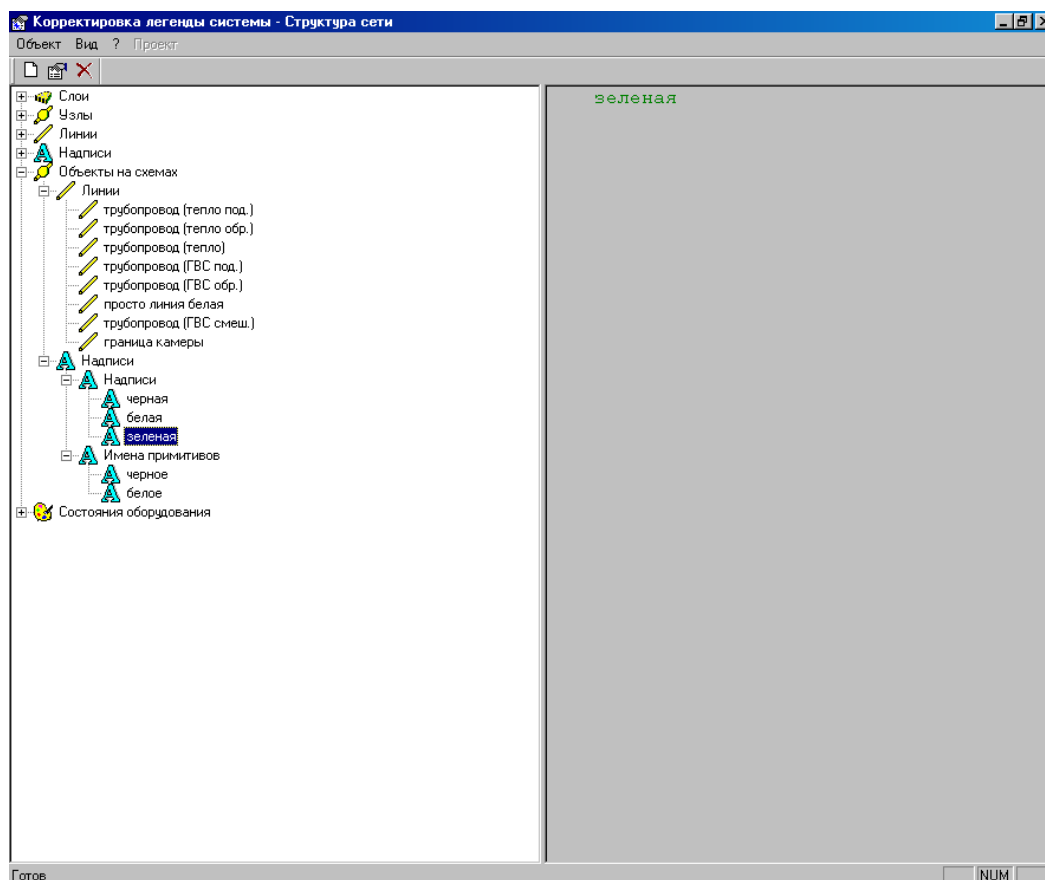 Корректировка легенды системы - Структура сети
Объект Вид ? Проект
Слои
Узлы
Линии
Надписи
Объекты на схемах
Линии
трубопровод (тепло под.)
трубопровод (тепло обр.)
трубопровод (тепло)
трубопровод (ГВС под.)
трубопровод (ГВС обр.)
просто линия белая
трубопровод (ГВС смеш.)
граница камеры
Надписи
Надписи
черная
белая
зеленая
Имена примитивов
черное
белое
Состояния оборудования
зеленая
Готов
NUM